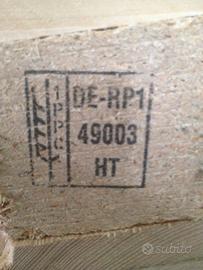 IPPC
DE-RP1
49003
HT
subito